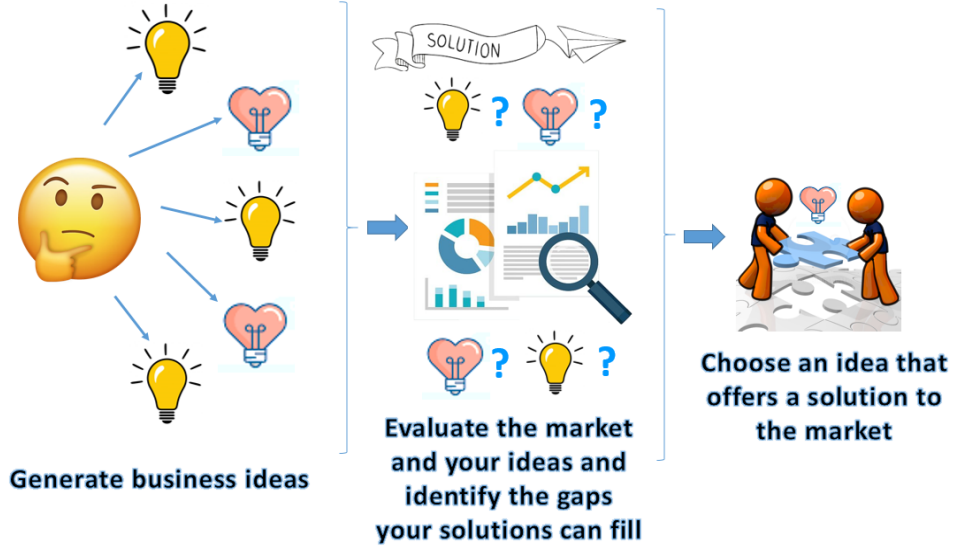 Generate business ideas
SOLUTION
? ?
? ?
Evaluate the market
and your ideas and
identify the gaps
your solutions can fill
Choose an idea that
offers a solution to
the market